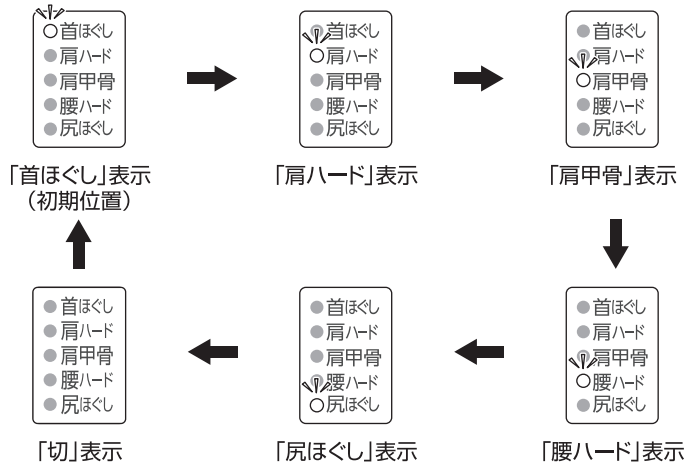 首ほぐし
肩ハード
肩甲骨
腰ハード
尻ほぐし
「首ほぐし」表示
(初期位置)
首ほぐし
肩ハード
肩甲骨
腰ハード
尻ほぐし
「肩ハード」表示
首ほぐし
肩ハード
肩甲骨
腰ハード
尻ほぐし
「肩甲骨」表示
首ほぐし
肩ハード
肩甲骨
腰ハード
尻ほぐし
「腰ハード」表示
首ほぐし
肩ハード
肩甲骨
腰ハード
尻ほぐし
「尻ほぐし」表示
首ほぐし
肩ハード
肩甲骨
腰ハード
尻ほぐし
「切」表示